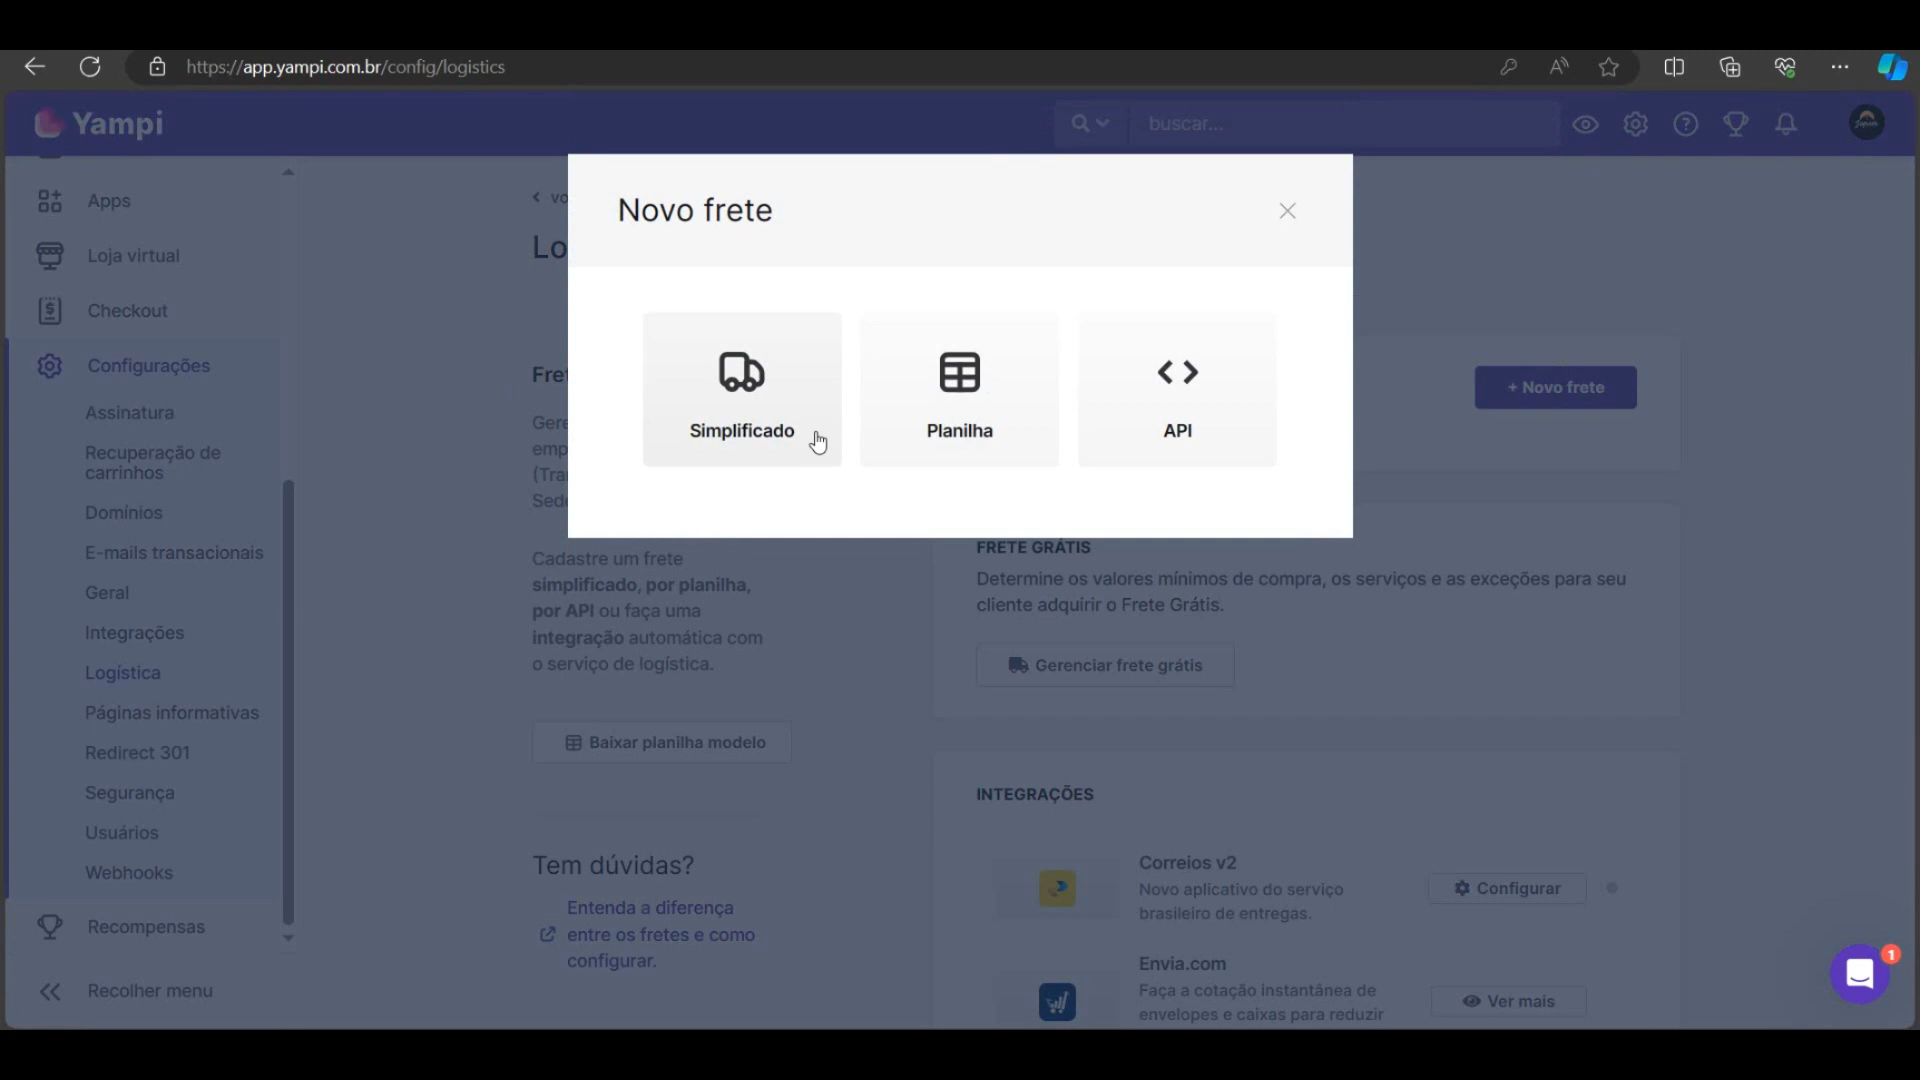 https://app.yampi.com.br/config/logistics
Yampi
buscar...
Apps
Loja virtual
Checkout
Configurações
Assinatura
Recuperação de
carrinhos
Domínios
E-mails transacionais
Geral
Integrações
Logística
Páginas informativas
Redirect 301
Segurança
Usuários
Webhooks
Recompensas
Recolher menu
Novo frete
Simplificado
Planilha
API
+ Novo frete
Cadastre um frete
simplificado, por planilha,
por API ou faça uma
integração automática com
o serviço de logística.
Baixar planilha modelo
Tem dúvidas?
Entenda a diferença
entre os fretes e como
configurar.
FRETE GRÁTIS
Determine os valores mínimos de compra, os serviços e as exceções para seu
cliente adquirir o Frete Grátis.
Gerenciar frete grátis
INTEGRAÇÕES
Correios v2
Novo aplicativo do serviço
brasileiro de entregas.
Configurar
Envia.com
Faça a cotação instantânea de
envelopes e caixas para reduzir
Ver mais
1